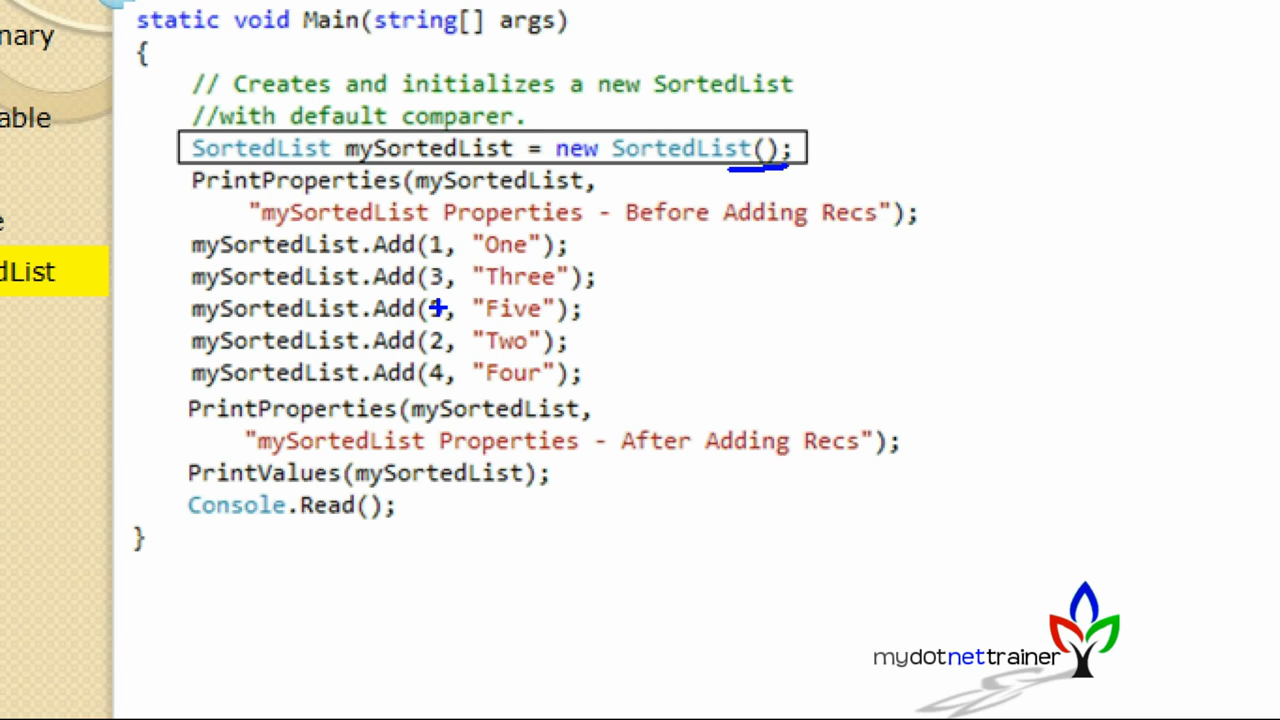 nary
able
e
dList
static void Main(string[] args)
{
// Creates and initializes a new SortedList
//with default comparer.
SortedList mySortedList = new SortedList();
PrintProperties(mySortedList,
"mySortedList Properties - Before Adding Recs");
mySortedList.Add(1, "One");
mySortedList.Add(3, "Three");
mySortedList.Add(5, "Five");
mySortedList.Add(2, "Two");
mySortedList.Add(4, "Four");
PrintProperties(mySortedList,
"mySortedList Properties - After Adding Recs");
PrintValues(mySortedList);
Console.Read();
}
mydotnettrainer